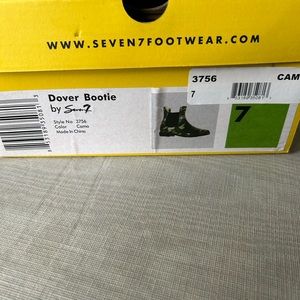 WWW.SEVEN7FOOTWEAR.COM
3756 CAM
7
Dover Bootie
by Seven7
Style No 3756
Color Camo
Made In China
7